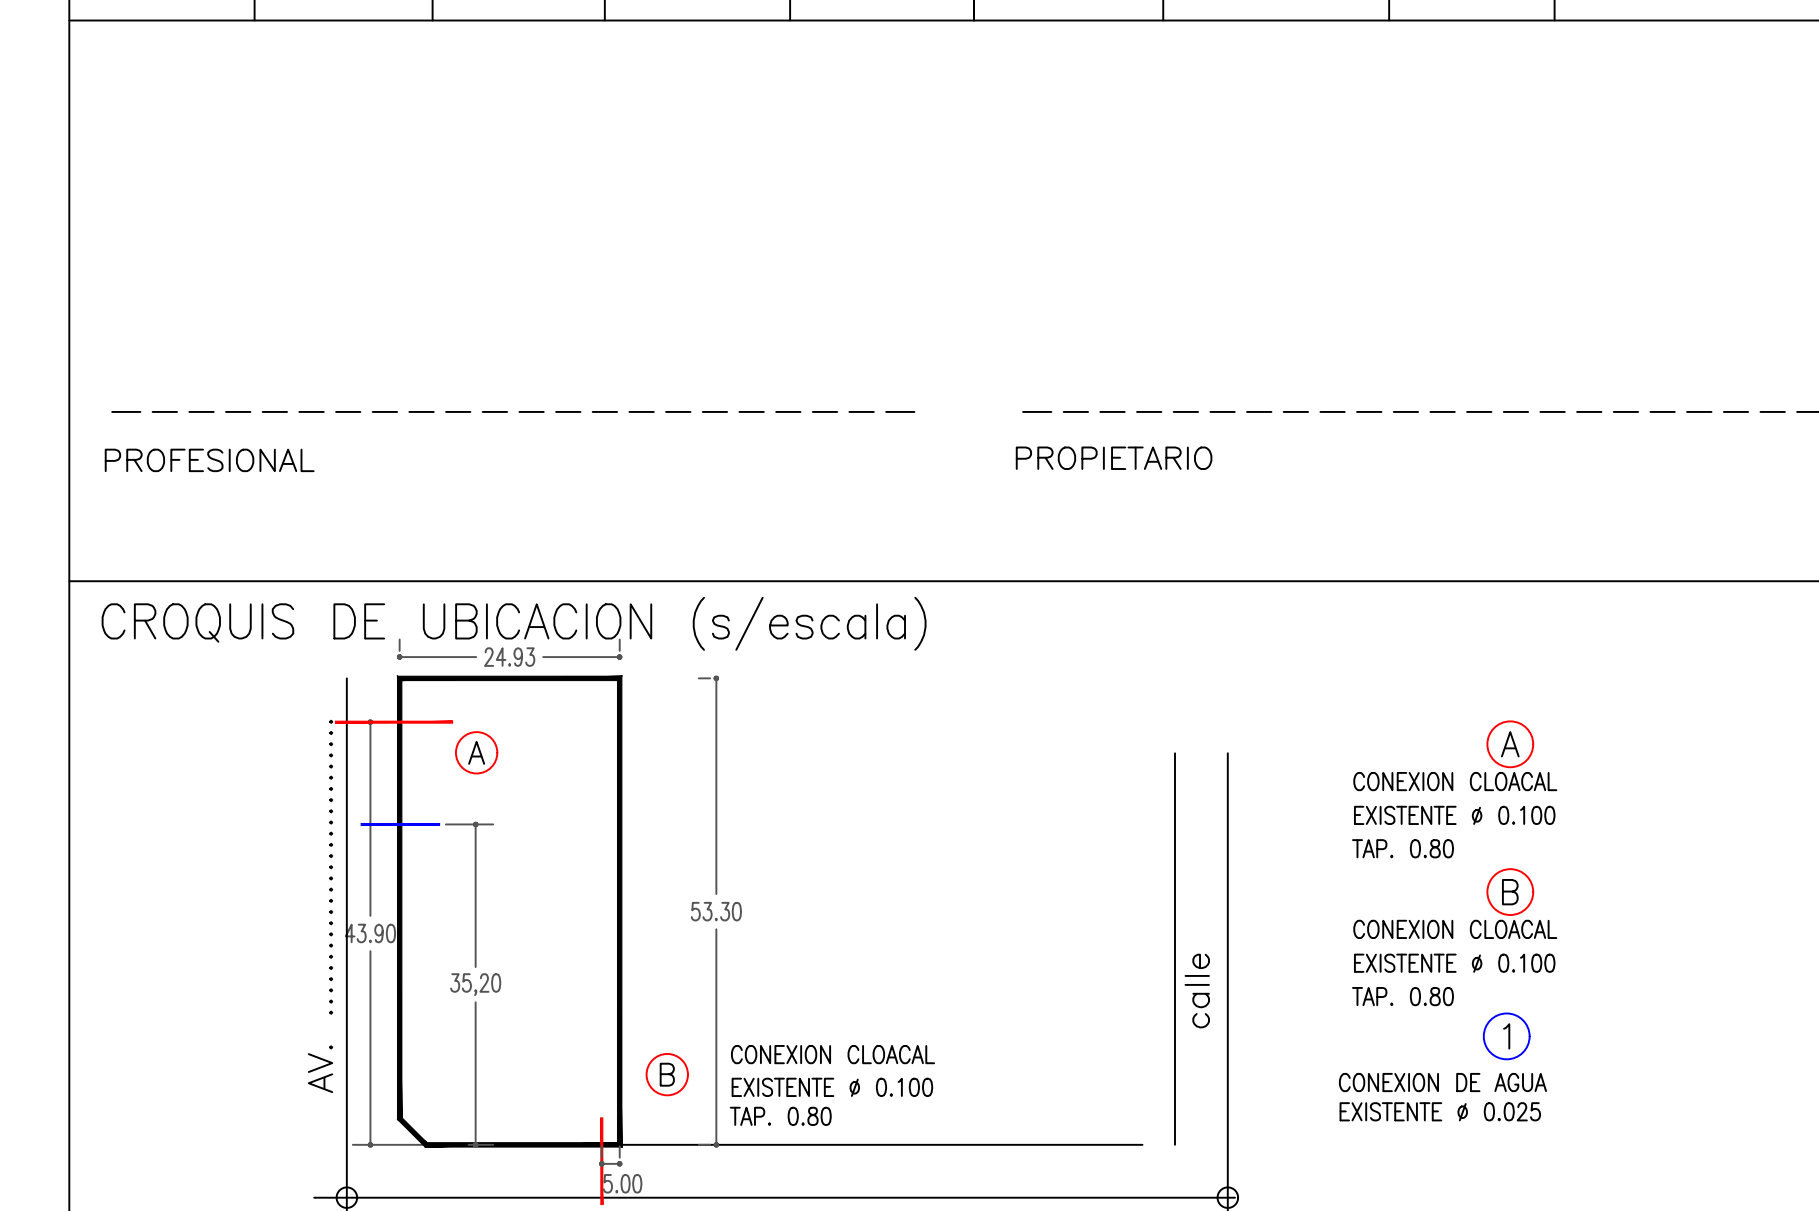 PROFESIONAL
PROPIETARIO
CROQUIS DE UBICACION (s/escala)
24.93
A
43.90
35,20
53.30
AV. ...........................
B
CONEXION CLOACAL
EXISTENTE ø 0.100
TAP. 0.80
5.00
calle
A
CONEXION CLOACAL
EXISTENTE ø 0.100
TAP. 0.80
B
CONEXION CLOACAL
EXISTENTE ø 0.100
TAP. 0.80
1
CONEXION DE AGUA
EXISTENTE ø 0.025